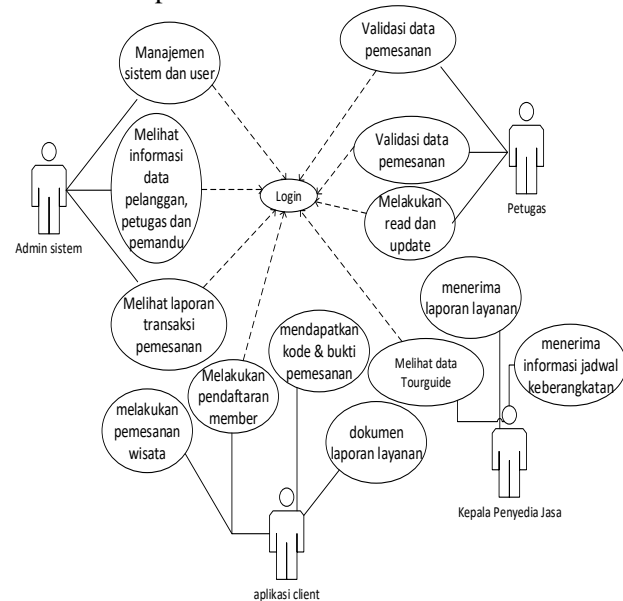 Manajemen
sistem dan user
Validasi data
pemesanan
Melihat
informasi
data
pelanggan,
petugas dan
pemandu
Validasi data
pemesanan
Login
Melakukan
read dan
update
Petugas
Admin sistem
Melihat laporan
transaksi
pemesanan
menerima
laporan layanan
mendapatkan
kode & bukti
pemesanan
menerima
informasi jadwal
keberangkatan
Melihat data
Tourguide
Melakukan
pendaftaran
member
melakukan
pemesanan
wisata
dokumen
laporan layanan
Kepala Penyedia Jasa
aplikasi client